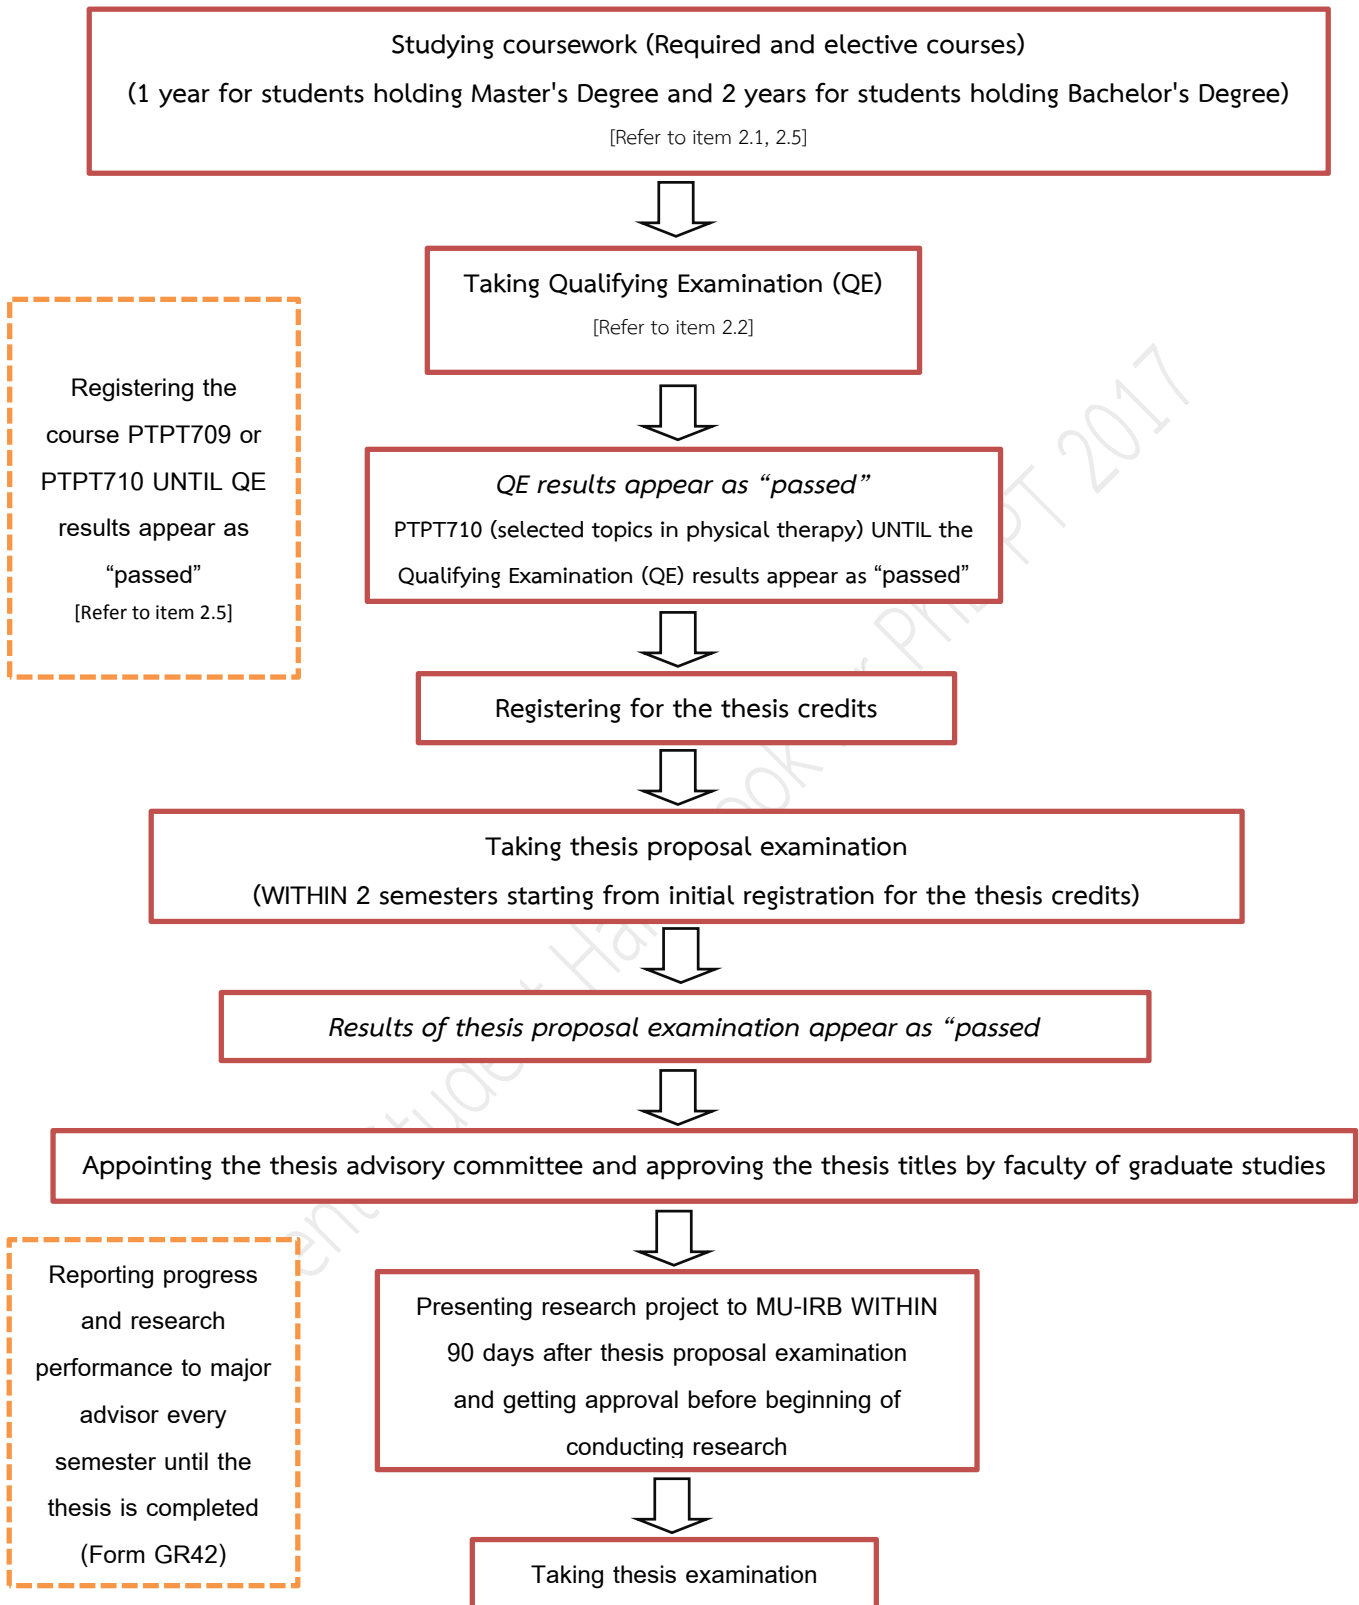 Studying coursework (Required and elective courses)
(1 year for students holding Master's Degree and 2 years for students holding Bachelor's Degree)
[Refer to item 2.1, 2.5]
Taking Qualifying Examination (QE)
[Refer to item 2.2]
Registering the
course PTPT709 or
PTPT710 UNTIL QE
results appear as
“passed”
[Refer to item 2.5]
QE results appear as “passed”
PTPT710 (selected topics in physical therapy) UNTIL the
Qualifying Examination (QE) results appear as “passed”
Registering for the thesis credits
Taking thesis proposal examination
(WITHIN 2 semesters starting from initial registration for the thesis credits)
Results of thesis proposal examination appear as “passed
Appointing the thesis advisory committee and approving the thesis titles by faculty of graduate studies
Reporting progress
and research
performance to major
advisor every
semester until the
thesis is completed
(Form GR42)
Presenting research project to MU-IRB WITHIN
90 days after thesis proposal examination
and getting approval before beginning of
conducting research
Taking thesis examination
2017